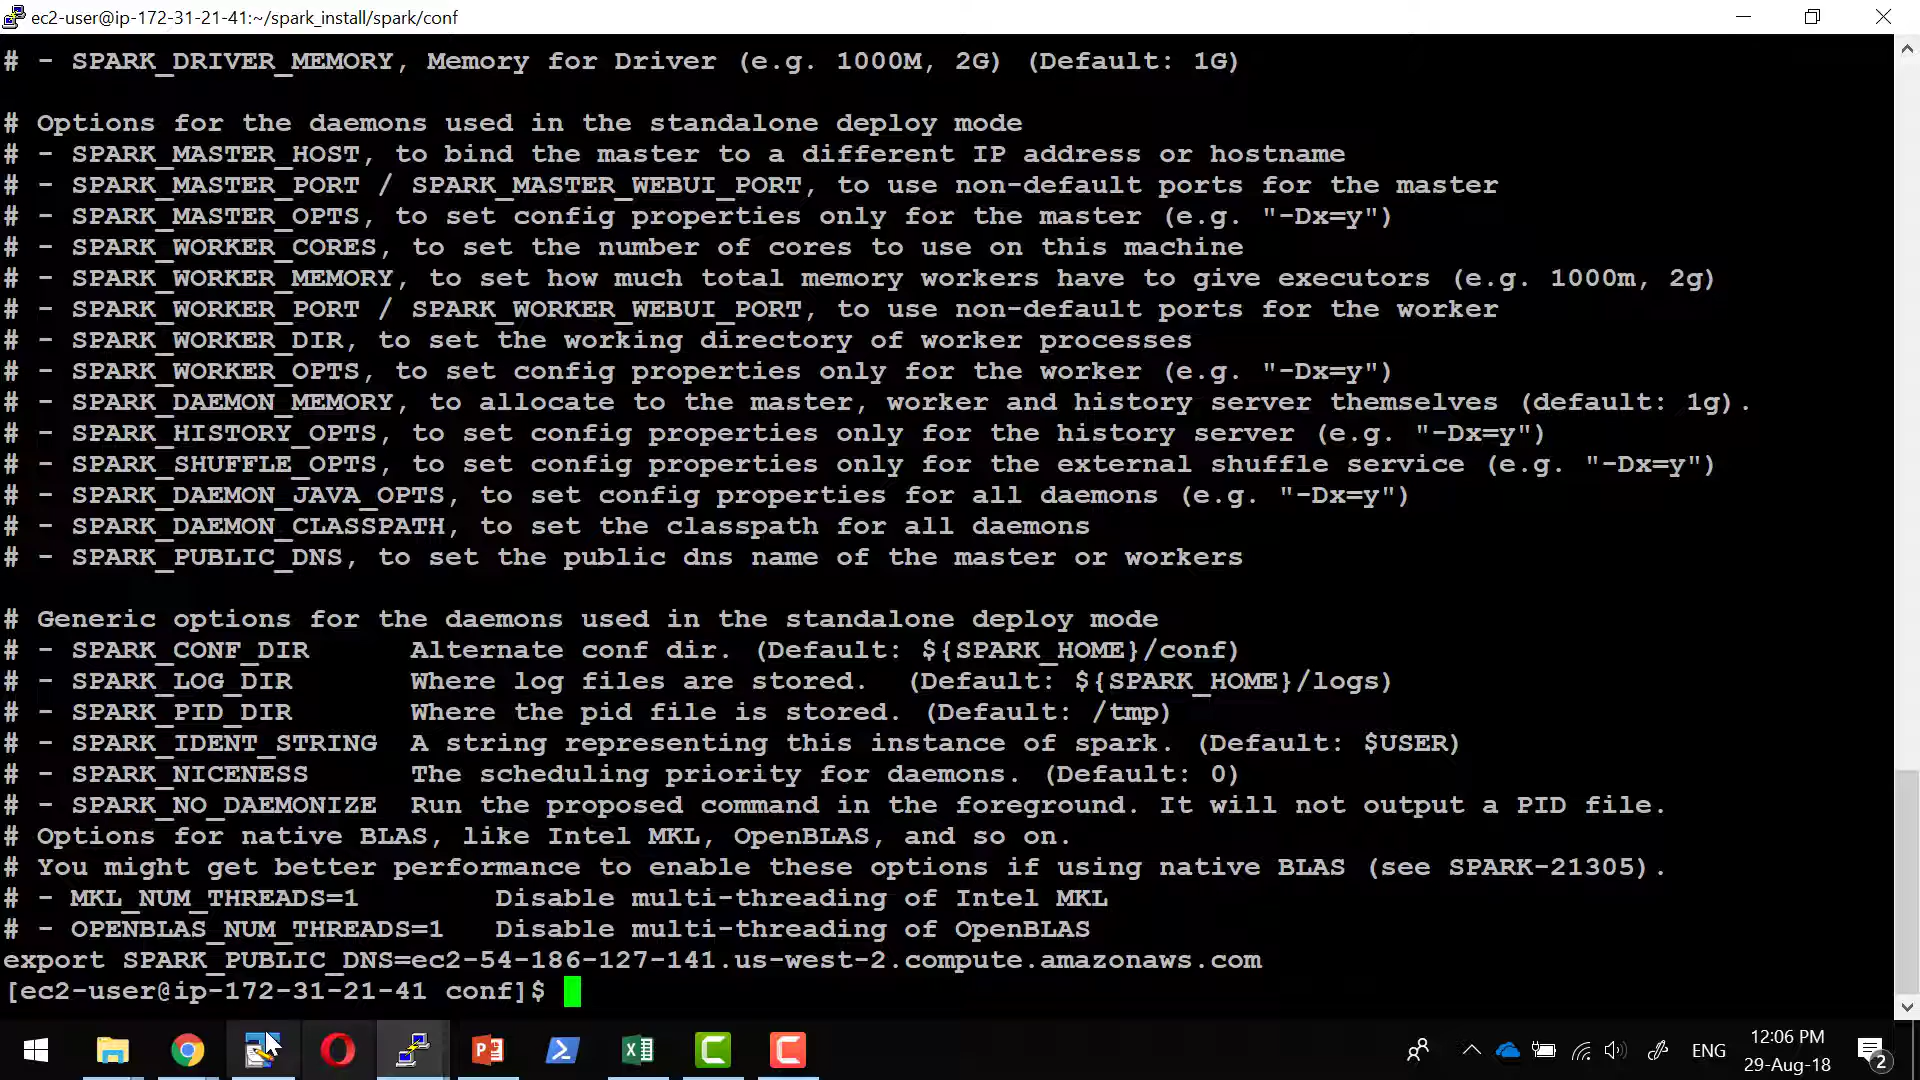 ec2-user@ip-172-31-21-41:~/spark_install/spark/conf
# - SPARK_DRIVER_MEMORY, Memory for Driver (e.g. 1000M, 2G) (Default: 1G)
# Options for the daemons used in the standalone deploy mode
# - SPARK_MASTER_HOST, to bind the master to a different IP address or hostname
# - SPARK_MASTER_PORT / SPARK_MASTER_WEBUI_PORT, to use non-default ports for the master
# - SPARK_MASTER_OPTS, to set config properties only for the master (e.g. "-Dx=y")
# - SPARK_WORKER_CORES, to set the number of cores to use on this machine
# - SPARK_WORKER_MEMORY, to set how much total memory workers have to give executors (e.g. 1000m, 2g)
# - SPARK_WORKER_PORT / SPARK_WORKER_WEBUI_PORT, to use non-default ports for the worker
# - SPARK_WORKER_DIR, to set the working directory of worker processes
# - SPARK_WORKER_OPTS, to set config properties only for the worker (e.g. "-Dx=y")
# - SPARK_DAEMON_MEMORY, to allocate to the master, worker and history server themselves (default: 1g).
# - SPARK_HISTORY_OPTS, to set config properties only for the history server (e.g. "-Dx=y")
# - SPARK_SHUFFLE_OPTS, to set config properties only for the external shuffle service (e.g. "-Dx=y")
# - SPARK_DAEMON_JAVA_OPTS, to set config properties for all daemons (e.g. "-Dx=y")
# - SPARK_DAEMON_CLASSPATH, to set the classpath for all daemons
# - SPARK_PUBLIC_DNS, to set the public dns name of the master or workers
# Generic options for the daemons used in the standalone deploy mode
# - SPARK_CONF_DIR      Alternate conf dir. (Default: ${SPARK_HOME}/conf)
# - SPARK_LOG_DIR       Where log files are stored.  (Default: ${SPARK_HOME}/logs)
# - SPARK_PID_DIR       Where the pid file is stored. (Default: /tmp)
# - SPARK_IDENT_STRING  A string representing this instance of spark. (Default: $USER)
# - SPARK_NICENESS      The scheduling priority for daemons. (Default: 0)
# - SPARK_NO_DAEMONIZE  Run the proposed command in the foreground. It will not output a PID file.
# Options for native BLAS, like Intel MKL, OpenBLAS, and so on.
# You might get better performance to enable these options if using native BLAS (see SPARK-21305).
# - MKL_NUM_THREADS=1        Disable multi-threading of Intel MKL
# - OPENBLAS_NUM_THREADS=1   Disable multi-threading of OpenBLAS
export SPARK_PUBLIC_DNS=ec2-54-186-127-141.us-west-2.compute.amazonaws.com
[ec2-user@ip-172-31-21-41 conf]$
ENG
12:06 PM
29-Aug-18
2